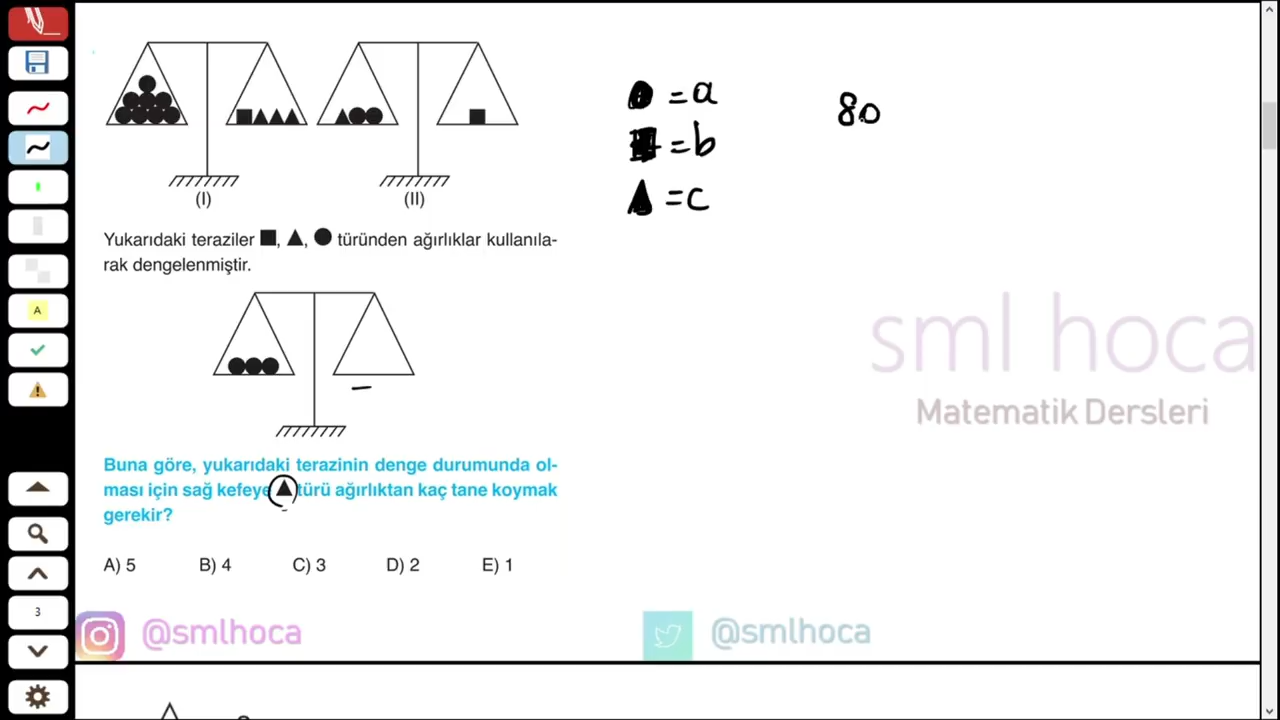 (I) (II)
Yukarıdaki teraziler ■, ▲, ● türünden ağırlıklar kullanıla-
rak dengelenmiştir.
Buna göre, yukarıdaki terazinin denge durumunda ol-
ması için sağ kefeye ▲ türü ağırlıktan kaç tane koymak
gerekir?
A) 5 B) 4 C) 3 D) 2 E) 1
● = a
■ = b
▲ = c
80
sml hoca
Matematik Dersleri
@smlhoca @smlhoca
A
3